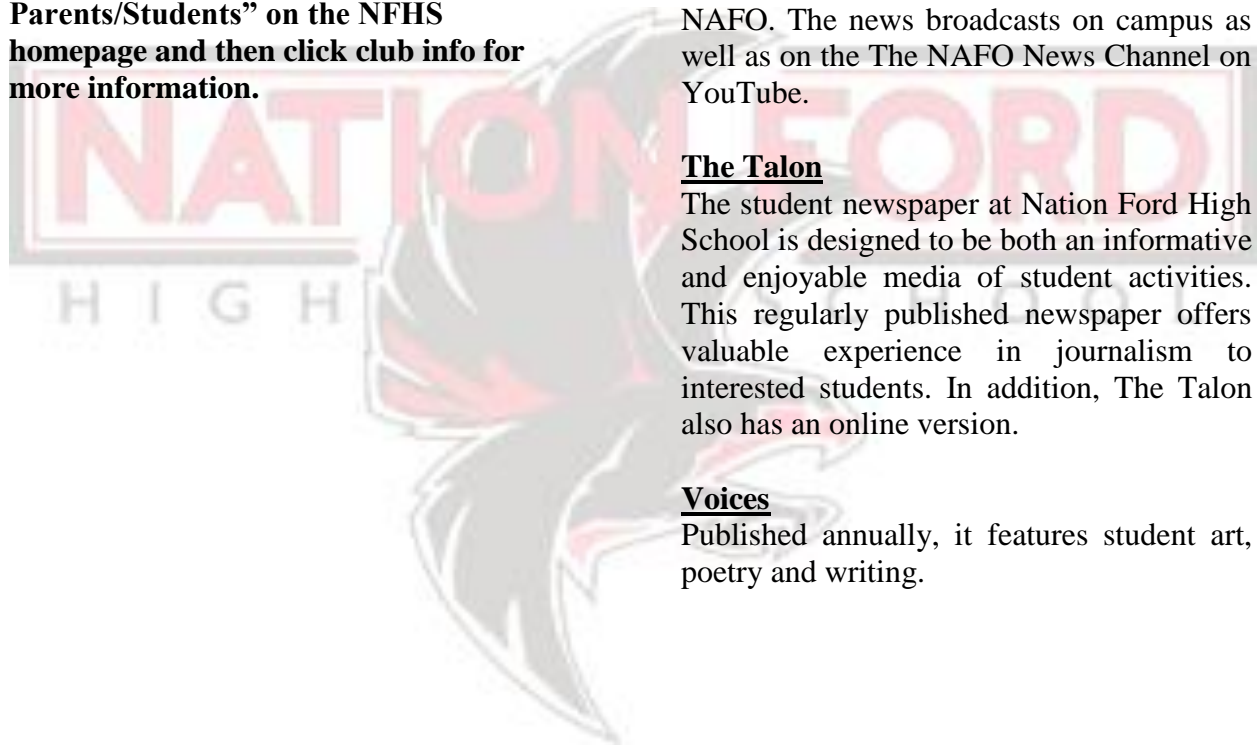 Parents/Students” on the NFHS
homepage and then click club info for
more information.
NAFO. The news broadcasts on campus as
well as on the The NAFO News Channel on
YouTube.
The Talon
The student newspaper at Nation Ford High
School is designed to be both an informative
and enjoyable media of student activities.
This regularly published newspaper offers
valuable experience in journalism to
interested students. In addition, The Talon
also has an online version.
Voices
Published annually, it features student art,
poetry and writing.
NATION FORD
HIGH SCHOOL